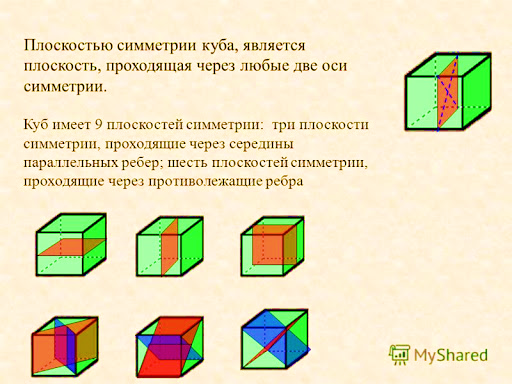 Плоскостью симметрии куба, является
плоскость, проходящая через любые две оси
симметрии.
Куб имеет 9 плоскостей симметрии: три плоскости
симметрии, проходящие через середины
параллельных ребер; шесть плоскостей симметрии,
проходящие через противолежащие ребра
MyShared